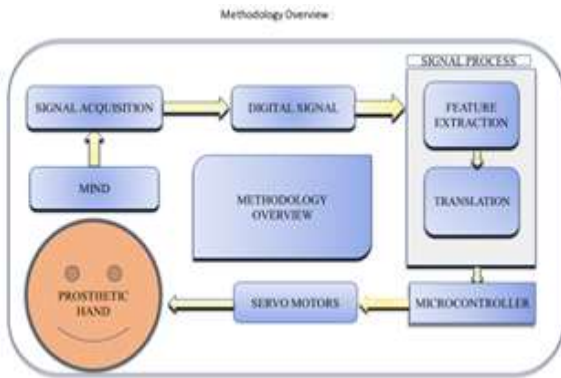 Methodology Overview
SIGNAL PROCESS
SIGNAL ACQUISITION
DIGITAL SIGNAL
FEATURE
EXTRACTION
MIND
METHODOLOGY
OVERVIEW
TRANSLATION
PROSTHETIC
HAND
SERVO MOTORS
MICROCONTROLLER